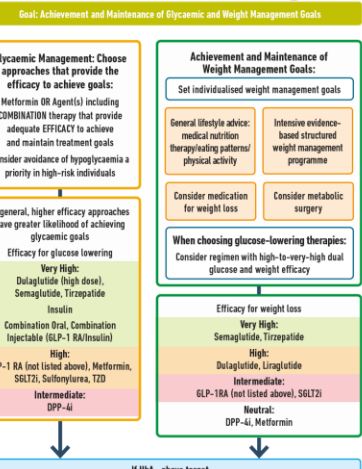 Goal: Achievement and Maintenance of Glycaemic and Weight Management Goals
Glycaemic Management: Choose
approaches that provide the
efficacy to achieve goals:
Metformin OR Agent(s) including
COMBINATION therapy that provide
adequate EFFICACY to achieve
and maintain treatment goals
nsider avoidance of hypoglycaemia a
priority in high-risk individuals
general, higher efficacy approaches
ave greater likelihood of achieving
glycaemic goals
Efficacy for glucose lowering
Very High:
Dulaglutide (high dose),
Semaglutide, Tirzepatide
Insulin
Combination Oral, Combination
Injectable (GLP-1 RA/Insulin)
High:
P-1 RA (not listed above), Metformin,
SGLT2i, Sulfonylurea, TZD
Intermediate:
DPP-4i
Achievement and Maintenance of
Weight Management Goals:
Set individualised weight management goals
General lifestyle advice:
medical nutrition
therapy/eating patterns/
physical activity
Intensive evidence-
based structured
weight management
programme
Consider medication
for weight loss
Consider metabolic
surgery
When choosing glucose-lowering therapies:
Consider regimen with high-to-very-high dual
glucose and weight efficacy
Efficacy for weight loss
Very High:
Semaglutide, Tirzepatide
High:
Dulaglutide, Liraglutide
Intermediate:
GLP-1RA (not listed above), SGLT2i
Neutral:
DPP-4i, Metformin
If HbA above target